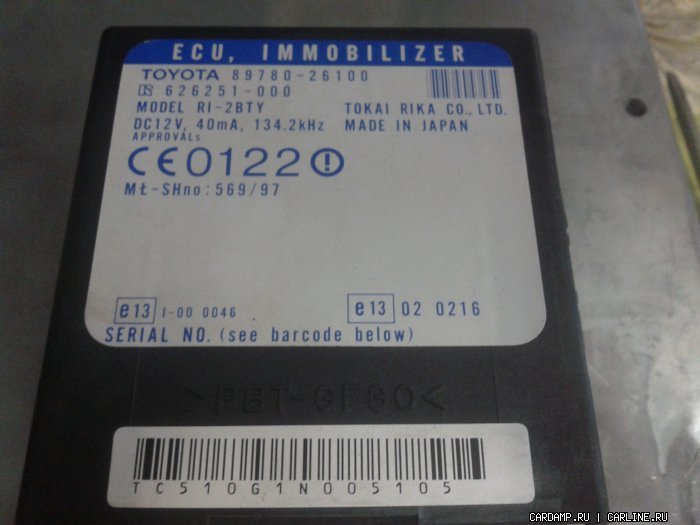 ECU, IMMOBILIZER
TOYOTA 89780-26100
626251-000
MODEL RI-2BTY TOKAI RIKA CO., LTD.
DC12V, 40mA, 134.2kHz MADE IN JAPAN
APPROVALs
CE0122
Mł-SHno:569/97
e13 I-00 0046 e13 02 0216
SERIAL NO. (see barcode below)
>PBT-GF30<
TC510G1N005105
CARDAMP.RU | CARLINE.RU